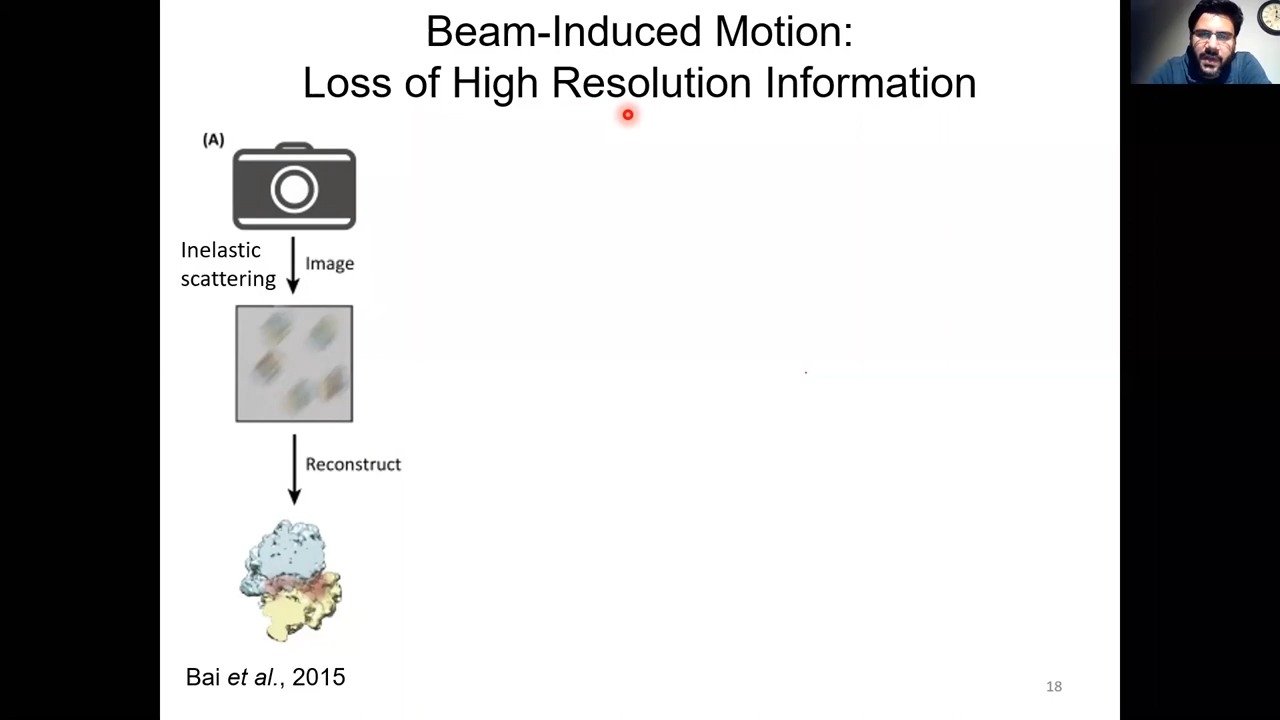 Beam-Induced Motion:
Loss of High Resolution Information
(A)
Inelastic
scattering
Image
Reconstruct
Bai et al., 2015
18